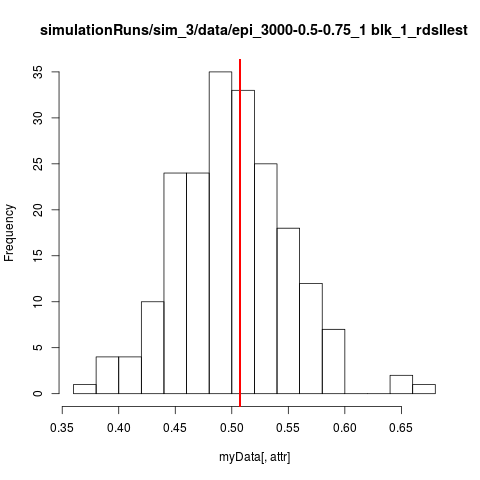 simulationRuns/sim_3/data/epi_3000-0.5-0.75_1 blk_1_rdsIlest
35
30
25
20
15
10
5
0
Frequency
0.35 0.40 0.45 0.50 0.55 0.60 0.65
myData[, attr]